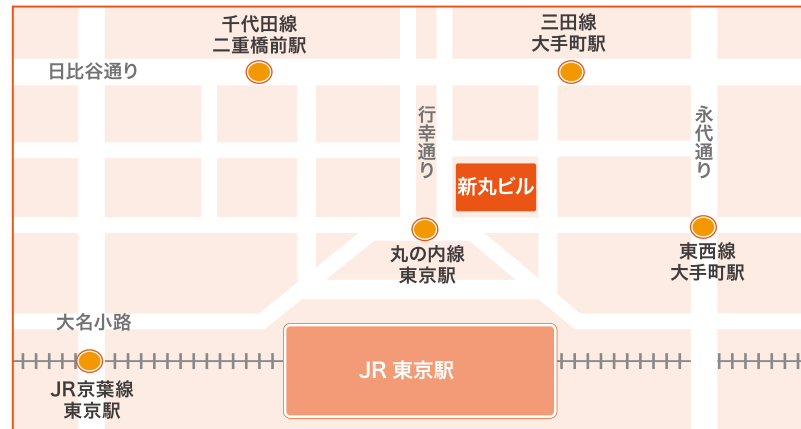 千代田線
二重橋前駅
三田線
大手町駅
日比谷通り
行幸通り
永代通り
新丸ビル
丸の内線
東京駅
東西線
大手町駅
大名小路
JR 東京駅
JR京葉線
東京駅